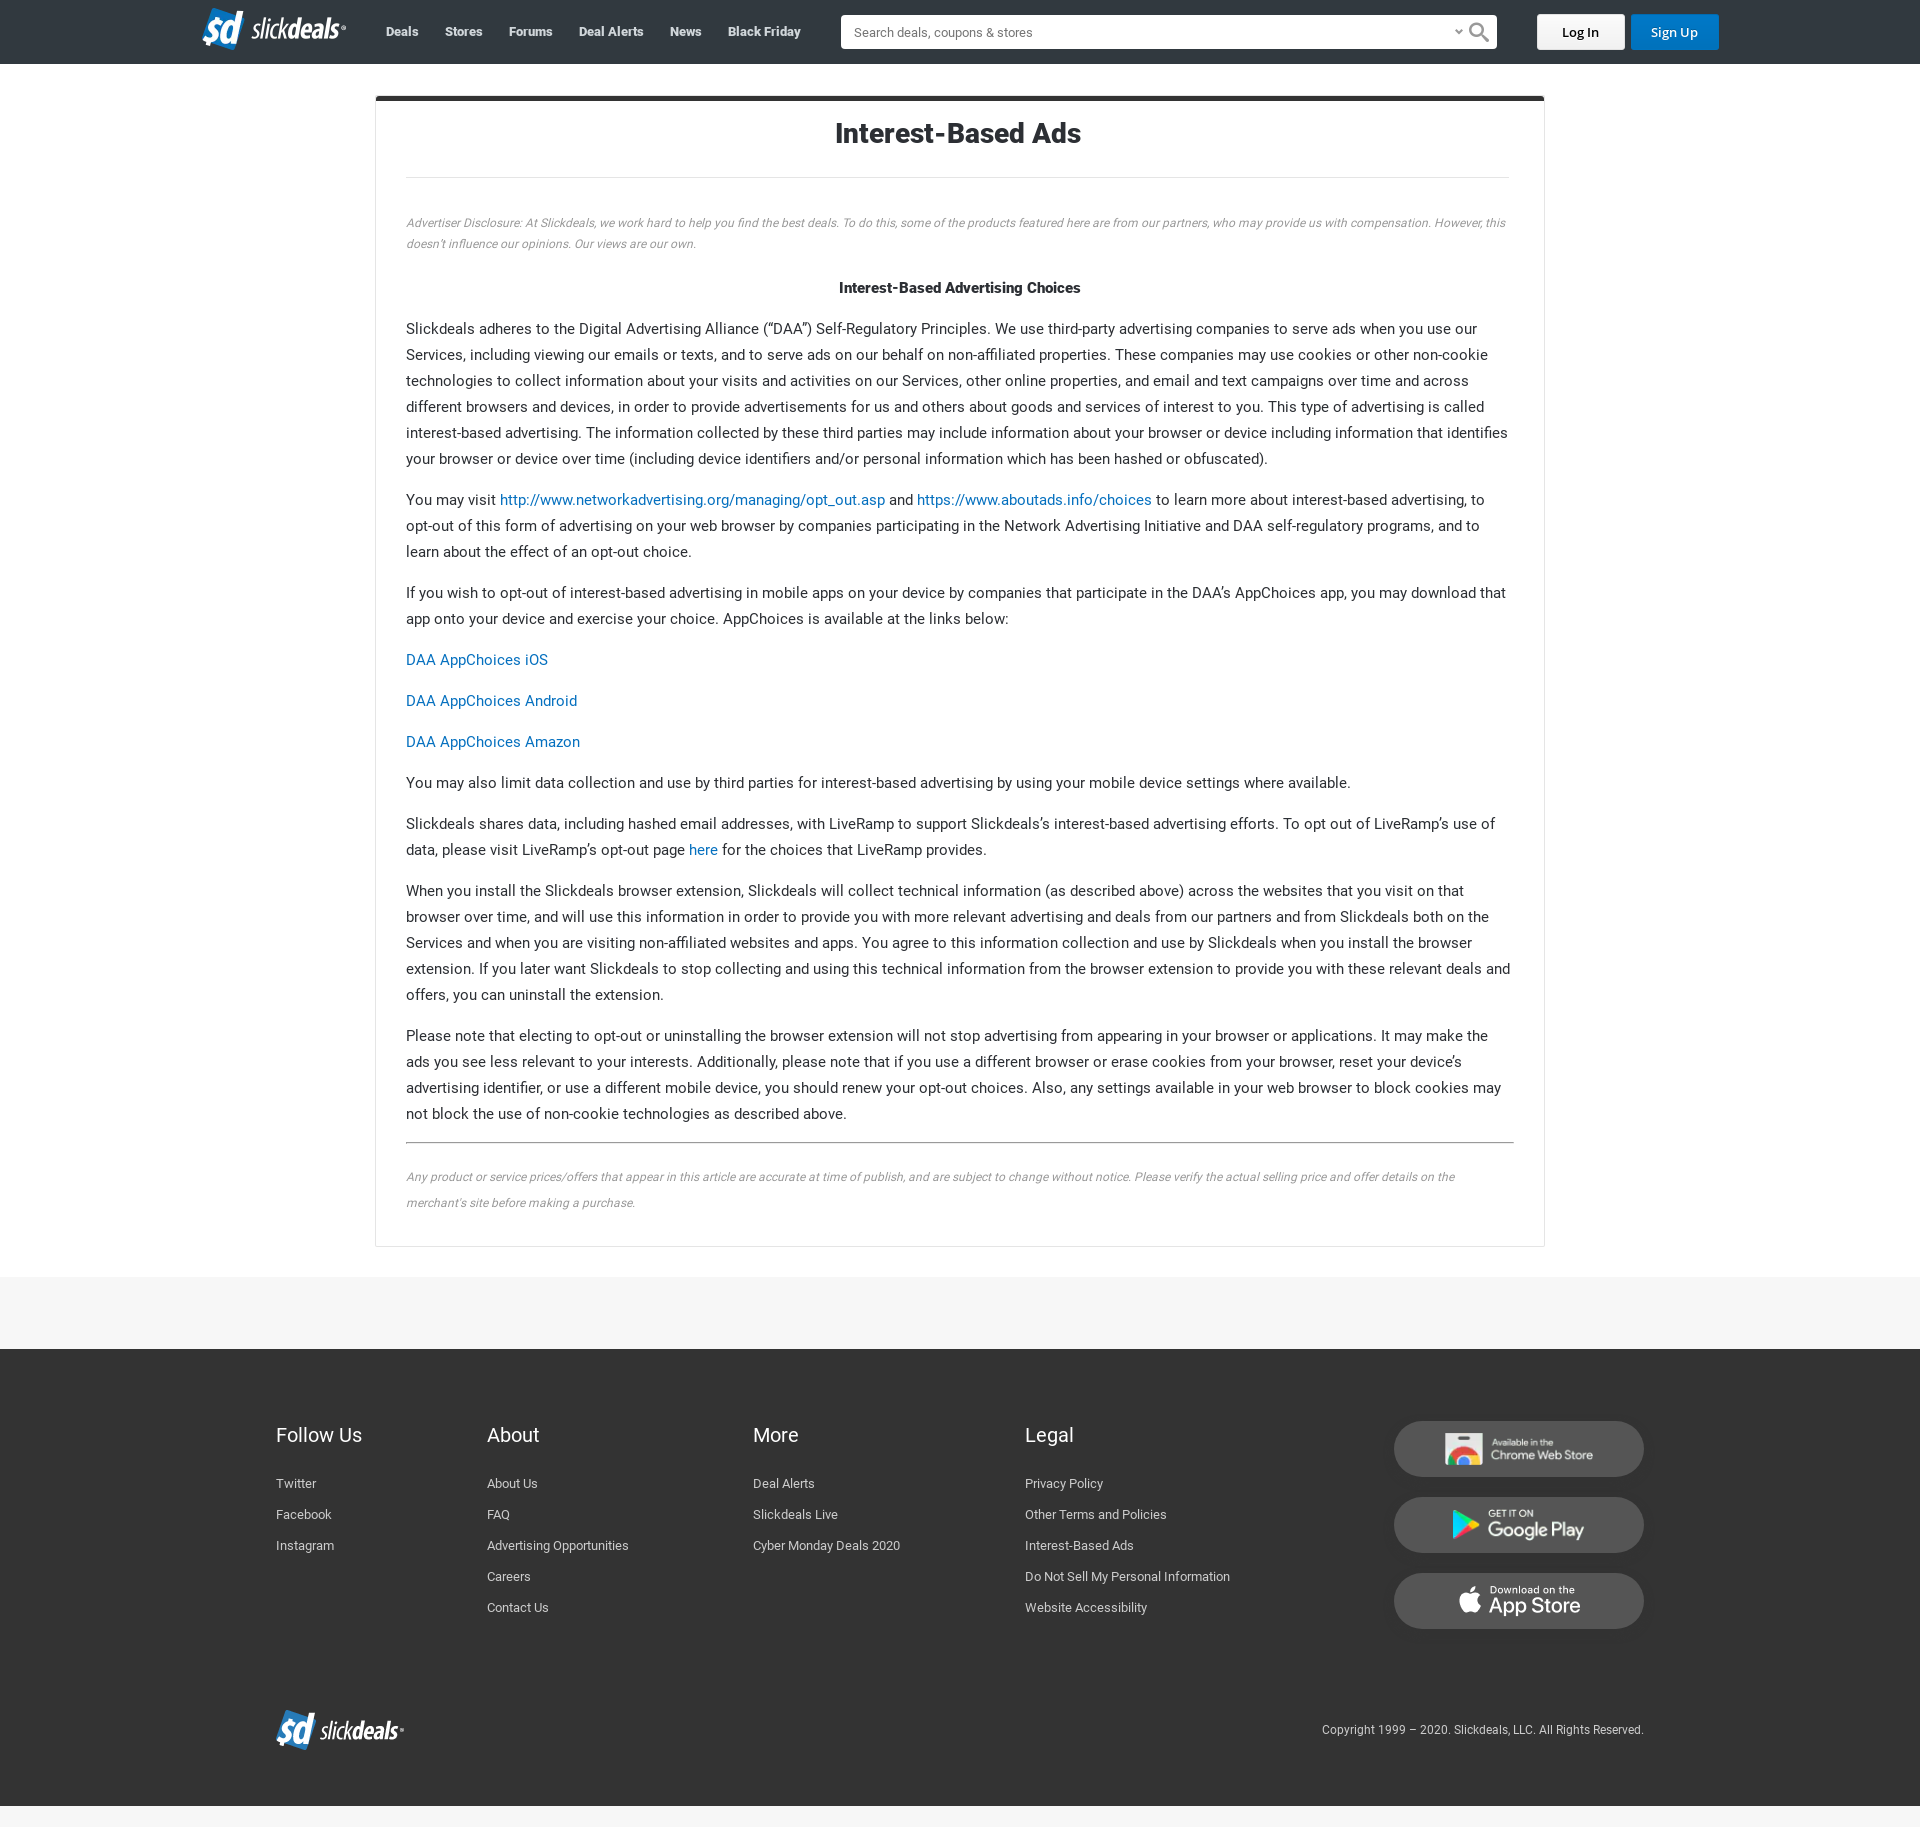 $d slickdeals®
Deals Stores Forums Deal Alerts News Black Friday
Search deals, coupons & stores
Log In Sign Up
Interest-Based Ads
Advertiser Disclosure: At Slickdeals, we work hard to help you find the best deals. To do this, some of the products featured here are from our partners, who may provide us with compensation. However, this
doesn’t influence our opinions. Our views are our own.
Interest-Based Advertising Choices
Slickdeals adheres to the Digital Advertising Alliance (“DAA”) Self-Regulatory Principles. We use third-party advertising companies to serve ads when you use our
Services, including viewing our emails or texts, and to serve ads on our behalf on non-affiliated properties. These companies may use cookies or other non-cookie
technologies to collect information about your visits and activities on our Services, other online properties, and email and text campaigns over time and across
different browsers and devices, in order to provide advertisements for us and others about goods and services of interest to you. This type of advertising is called
interest-based advertising. The information collected by these third parties may include information about your browser or device including information that identifies
your browser or device over time (including device identifiers and/or personal information which has been hashed or obfuscated).
You may visit http://www.networkadvertising.org/managing/opt_out.asp and https://www.aboutads.info/choices to learn more about interest-based advertising, to
opt-out of this form of advertising on your web browser by companies participating in the Network Advertising Initiative and DAA self-regulatory programs, and to
learn about the effect of an opt-out choice.
If you wish to opt-out of interest-based advertising in mobile apps on your device by companies that participate in the DAA’s AppChoices app, you may download that
app onto your device and exercise your choice. AppChoices is available at the links below:
DAA AppChoices iOS
DAA AppChoices Android
DAA AppChoices Amazon
You may also limit data collection and use by third parties for interest-based advertising by using your mobile device settings where available.
Slickdeals shares data, including hashed email addresses, with LiveRamp to support Slickdeals’s interest-based advertising efforts. To opt out of LiveRamp’s use of
data, please visit LiveRamp’s opt-out page here for the choices that LiveRamp provides.
When you install the Slickdeals browser extension, Slickdeals will collect technical information (as described above) across the websites that you visit on that
browser over time, and will use this information in order to provide you with more relevant advertising and deals from our partners and from Slickdeals both on the
Services and when you are visiting non-affiliated websites and apps. You agree to this information collection and use by Slickdeals when you install the browser
extension. If you later want Slickdeals to stop collecting and using this technical information from the browser extension to provide you with these relevant deals and
offers, you can uninstall the extension.
Please note that electing to opt-out or uninstalling the browser extension will not stop advertising from appearing in your browser or applications. It may make the
ads you see less relevant to your interests. Additionally, please note that if you use a different browser or erase cookies from your browser, reset your device’s
advertising identifier, or use a different mobile device, you should renew your opt-out choices. Also, any settings available in your web browser to block cookies may
not block the use of non-cookie technologies as described above.
Any product or service prices/offers that appear in this article are accurate at time of publish, and are subject to change without notice. Please verify the actual selling price and offer details on the
merchant's site before making a purchase.
Follow Us
Twitter
Facebook
Instagram
About
About Us
FAQ
Advertising Opportunities
Careers
Contact Us
More
Deal Alerts
Slickdeals Live
Cyber Monday Deals 2020
Legal
Privacy Policy
Other Terms and Policies
Interest-Based Ads
Do Not Sell My Personal Information
Website Accessibility
Available in the
Chrome Web Store
GET IT ON
Google Play
Download on the
App Store
$d slickdeals®
Copyright 1999 – 2020. Slickdeals, LLC. All Rights Reserved.